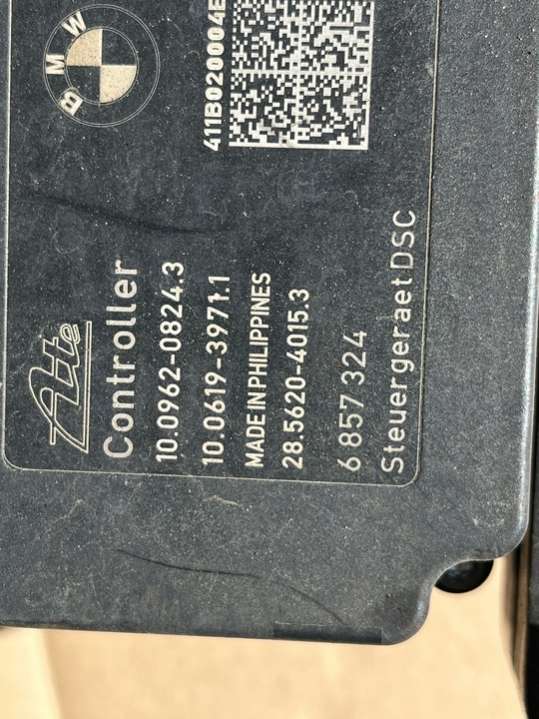 BMW
411B020004E
Ate
Controller
10.0962-0824.3
10.0619-3971.1
MADE IN PHILIPPINES
28.5620-4015.3
6 857 324
Steuergeraet DSC